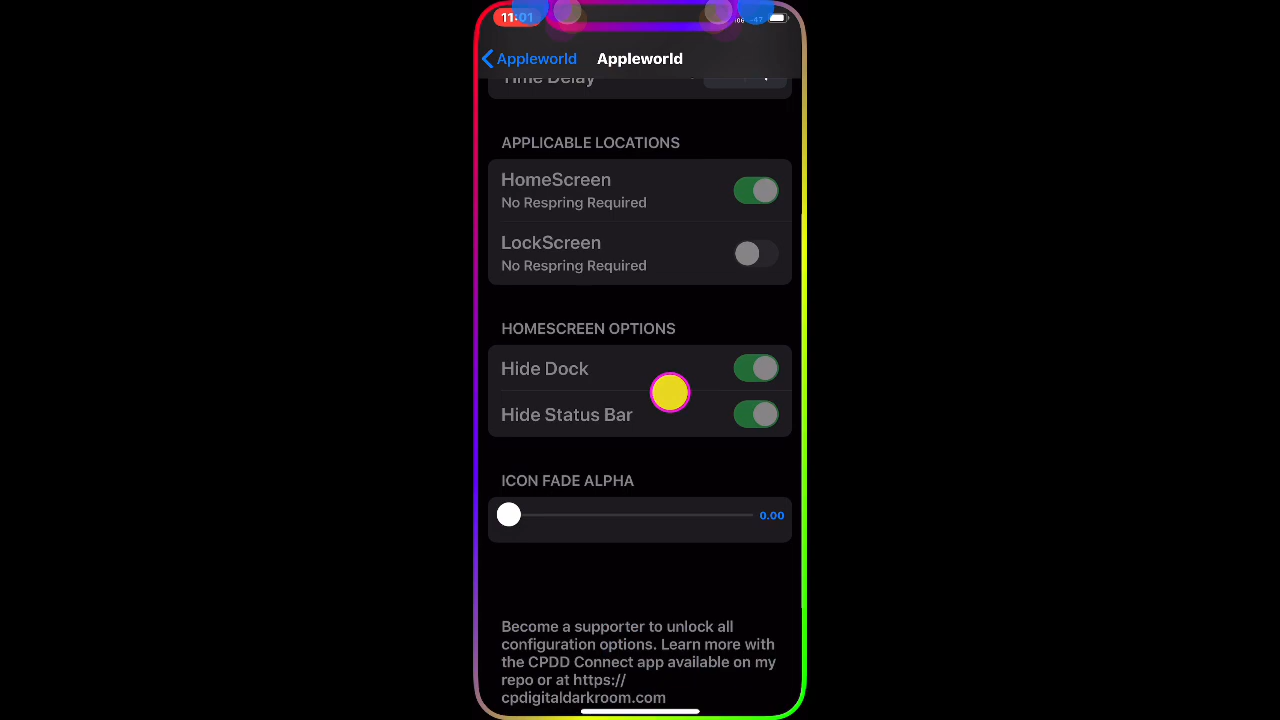 11:01
Appleworld
Appleworld
Time Delay
APPLICABLE LOCATIONS
HomeScreen
No Respring Required
LockScreen
No Respring Required
HOMESCREEN OPTIONS
Hide Dock
Hide Status Bar
ICON FADE ALPHA
0.00
Become a supporter to unlock all
configuration options. Learn more with
the CPDD Connect app available on my
repo or at https://
cpdigitaldarkroom.com